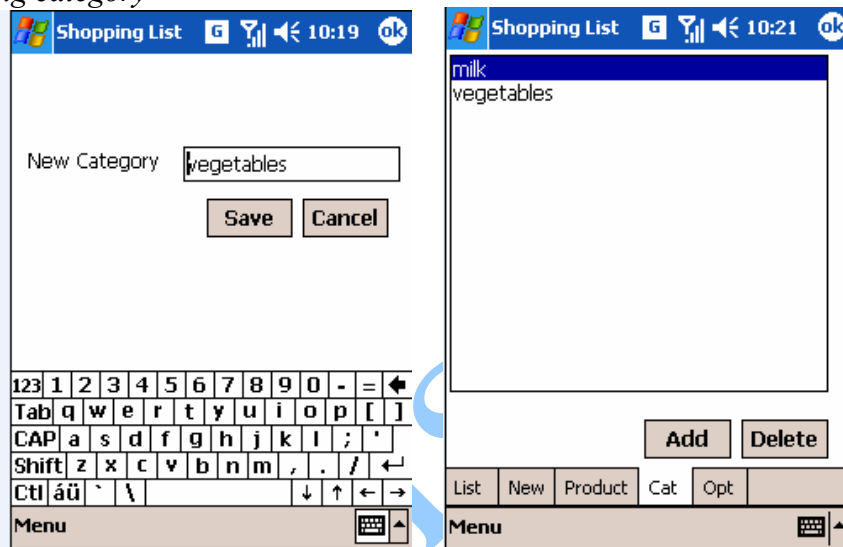 ng category
Shopping List G 10:19 ok
New Category vegetables
Save Cancel
123 1 2 3 4 5 6 7 8 9 0 - =
Tab q w e r t y u i o p [ ]
CAP a s d f g h j k l ; '
Shift z x c v b n m , . /
Ctl áü ` \
Menu
Shopping List G 10:21 ok
milk
vegetables
Add Delete
List New Product Cat Opt
Menu